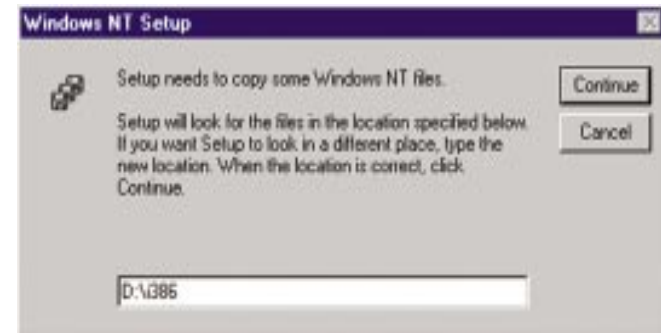 Windows NT Setup
Setup needs to copy some Windows NT files.
Setup will look for the files in the location specified below.
If you want Setup to look in a different place, type the
new location. When the location is correct, click
Continue.
D:\i386
Continue
Cancel